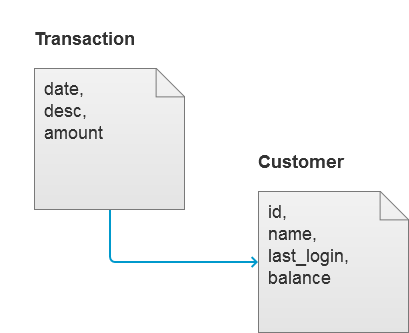 Transaction
date,
desc,
amount
Customer
id,
name,
last_login,
balance